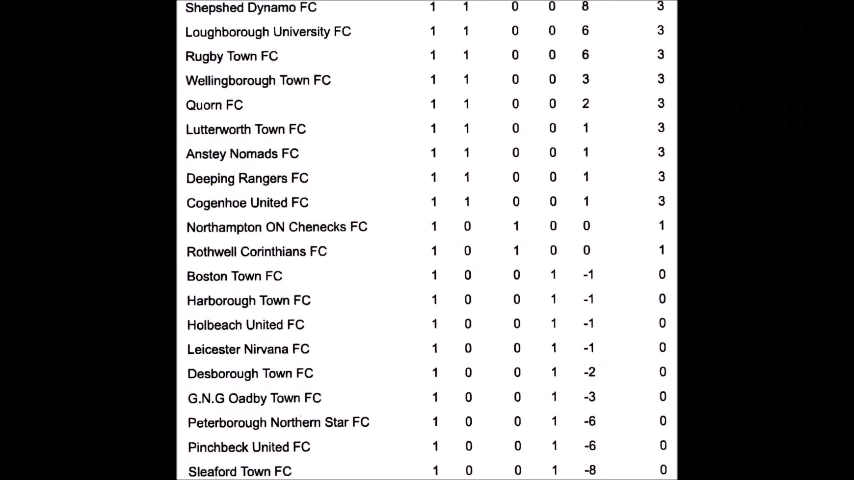 Shepshed Dynamo FC 1 1 0 0 8 3
Loughborough University FC 1 1 0 0 6 3
Rugby Town FC 1 1 0 0 6 3
Wellingborough Town FC 1 1 0 0 3 3
Quorn FC 1 1 0 0 2 3
Lutterworth Town FC 1 1 0 0 1 3
Anstey Nomads FC 1 1 0 0 1 3
Deeping Rangers FC 1 1 0 0 1 3
Cogenhoe United FC 1 1 0 0 1 3
Northampton ON Chenecks FC 1 0 1 0 0 1
Rothwell Corinthians FC 1 0 1 0 0 1
Boston Town FC 1 0 0 1 -1 0
Harborough Town FC 1 0 0 1 -1 0
Holbeach United FC 1 0 0 1 -1 0
Leicester Nirvana FC 1 0 0 1 -1 0
Desborough Town FC 1 0 0 1 -2 0
G.N.G Oadby Town FC 1 0 0 1 -3 0
Peterborough Northern Star FC 1 0 0 1 -6 0
Pinchbeck United FC 1 0 0 1 -6 0
Sleaford Town FC 1 0 0 1 -8 0